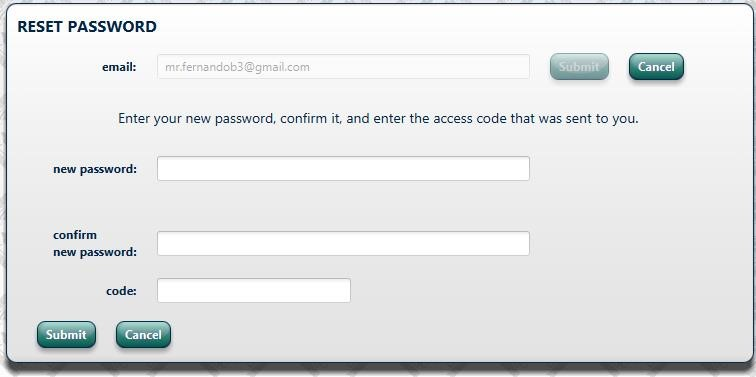 RESET PASSWORD
email: mr.fernandob3@gmail.com Submit Cancel
Enter your new password, confirm it, and enter the access code that was sent to you.
new password:
confirm
new password:
code:
Submit Cancel